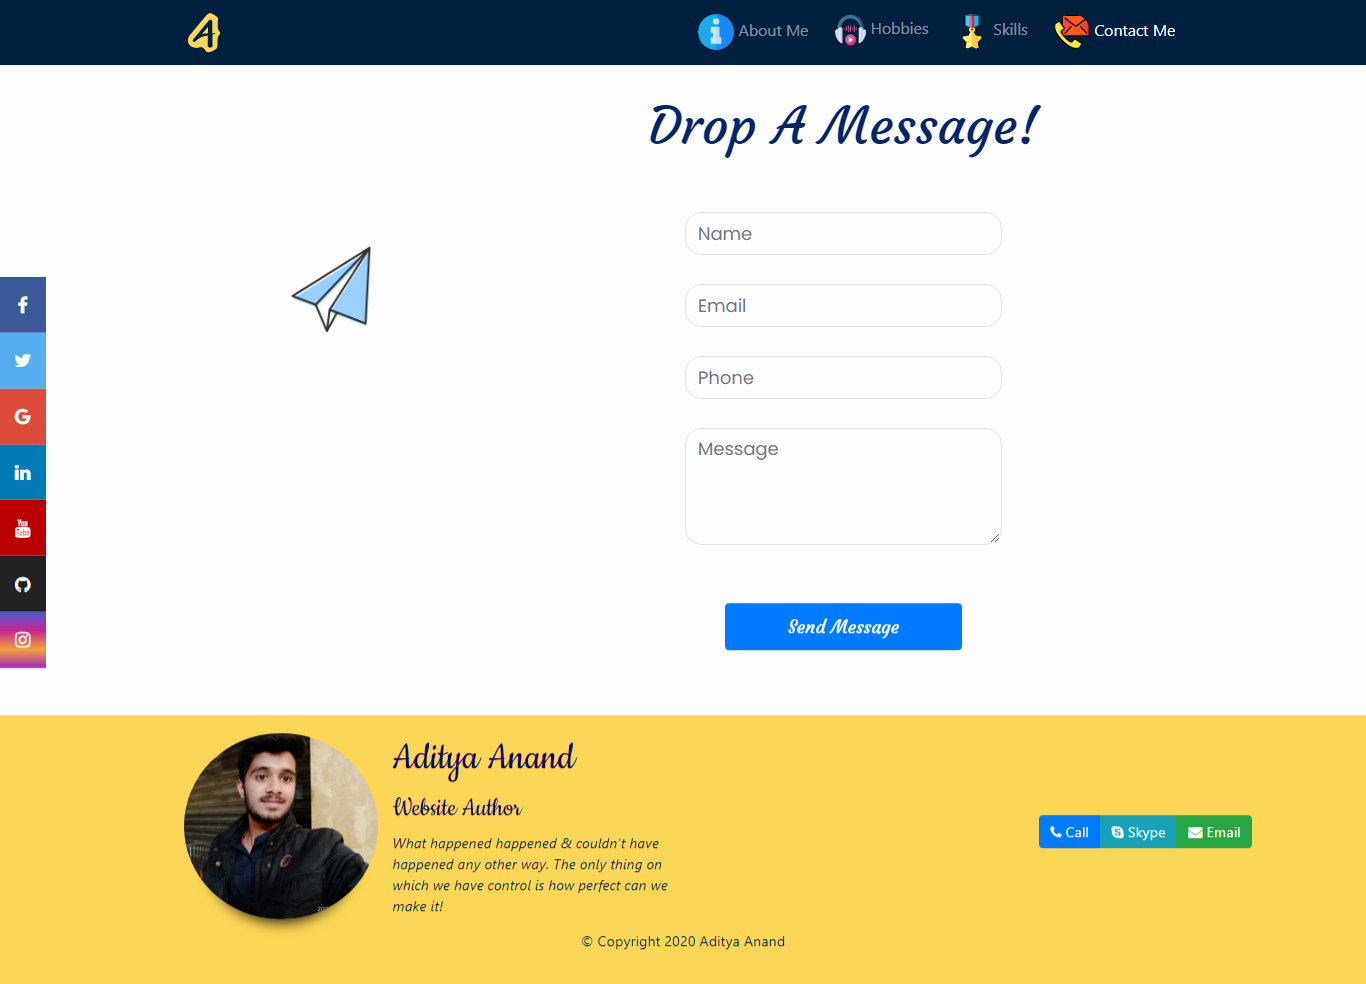 About Me
Hobbies
Skills
Contact Me
Drop A Message!
Name
Email
Phone
Message
You
Tube
Send Message
Aditya Anand
Website Author
What happened happened & couldn't have
happened any other way. The only thing on
which we have control is how perfect can we
make it!
Call
Skype
Email
© Copyright 2020 Aditya Anand